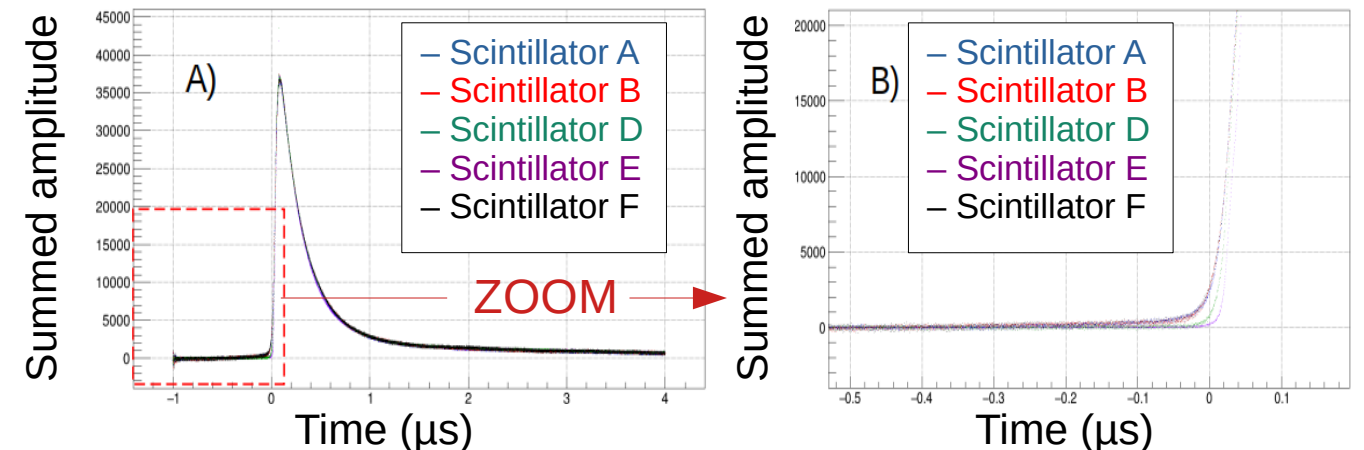 Summed amplitude
45000
40000
35000
30000
25000
20000
15000
10000
5000
0
A)
– Scintillator A
– Scintillator B
– Scintillator D
– Scintillator E
– Scintillator F
−1
0
1
2
3
4
Time (µs)
ZOOM
Summed amplitude
20000
15000
10000
5000
0
B)
– Scintillator A
– Scintillator B
– Scintillator D
– Scintillator E
– Scintillator F
−0.5
−0.4
−0.3
−0.2
−0.1
0
0.1
Time (µs)